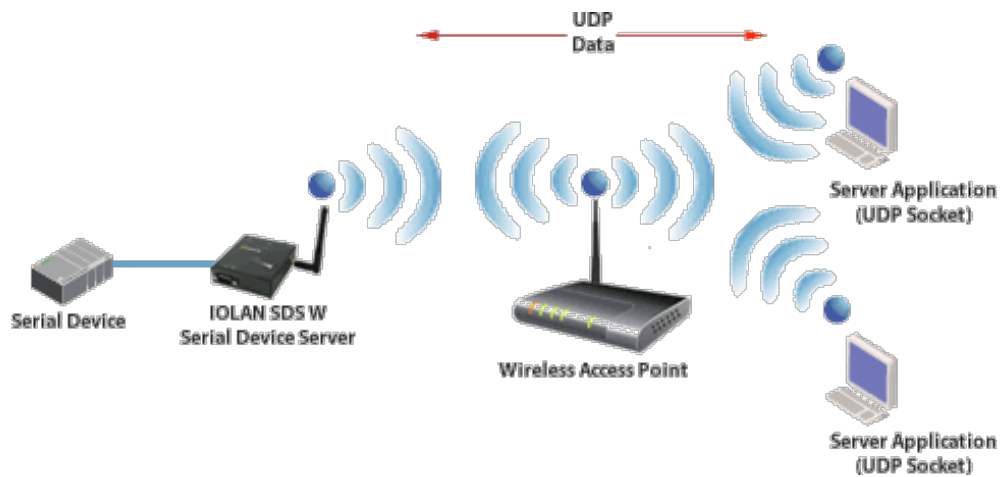 UDP
Data
Server Application
(UDP Socket)
Serial Device
IOLAN SDS W
Serial Device Server
Wireless Access Point
Server Application
(UDP Socket)